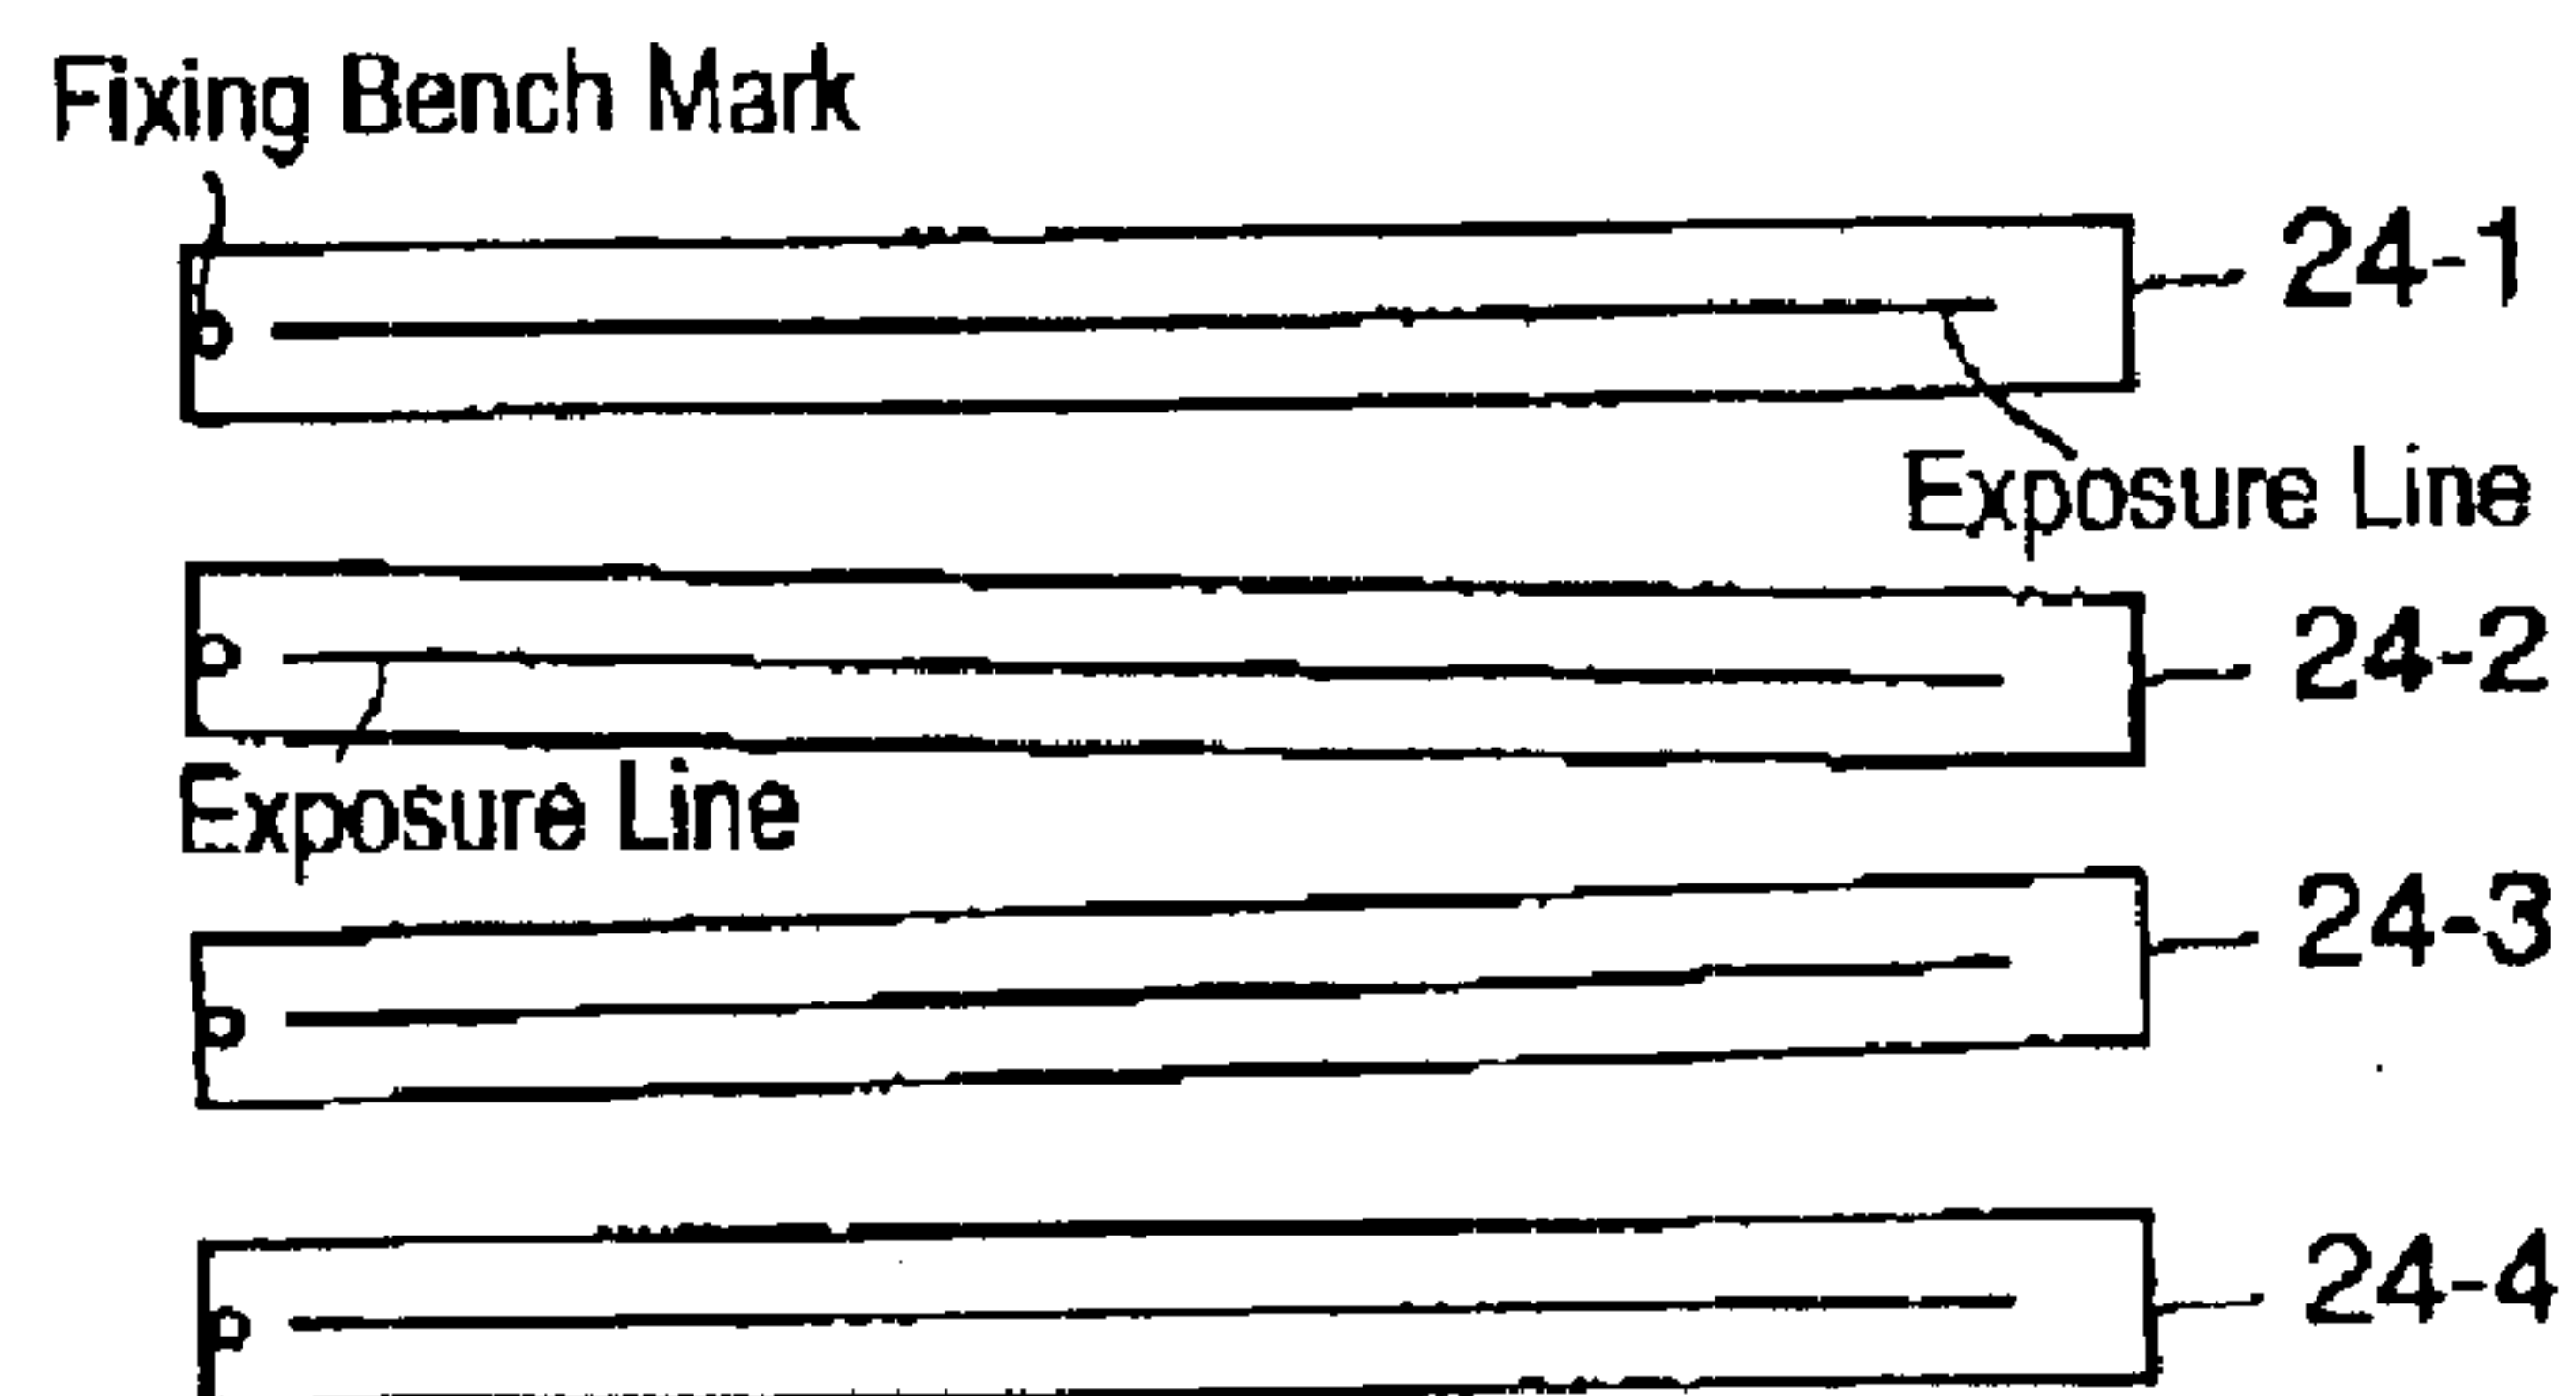 Fixing Bench Mark
24-1
Exposure Line
24-2
Exposure Line
24-3
24-4